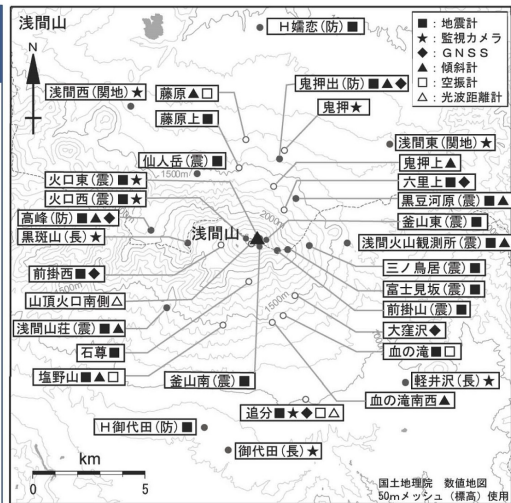 浅間山
N
■：地震計
★：監視カメラ
◆：GNSS
▲：傾斜計
□：空振計
△：光波距離計
H嬬恋(防)■
浅間西(関地)★
藤原▲□
鬼押出(防)■▲◆
鬼押★
藤原上■
浅間東(関地)★
仙人岳(震)■
鬼押上▲
火口東(震)■★
六里上■◆
火口西(震)■★
黒豆河原(震)■▲
高峰(防)■▲◆
釜山東(震)■
黒斑山(長)★
浅間山
浅間火山観測所(震)■▲
前掛西■◆
三ノ鳥居(震)■
山頂火口南側△
富士見坂(震)■
浅間山荘(震)■▲
前掛山(震)■
石尊■
大窪沢◆
塩野山■▲□
血の滝■□
釜山南(震)■
軽井沢(長)★
追分■★◆□△
血の滝南西▲
H御代田(防)■
御代田(長)★
1500m
2000m
1500m
1500m
km
0 5
国土地理院 数値地図
50mメッシュ(標高)使用